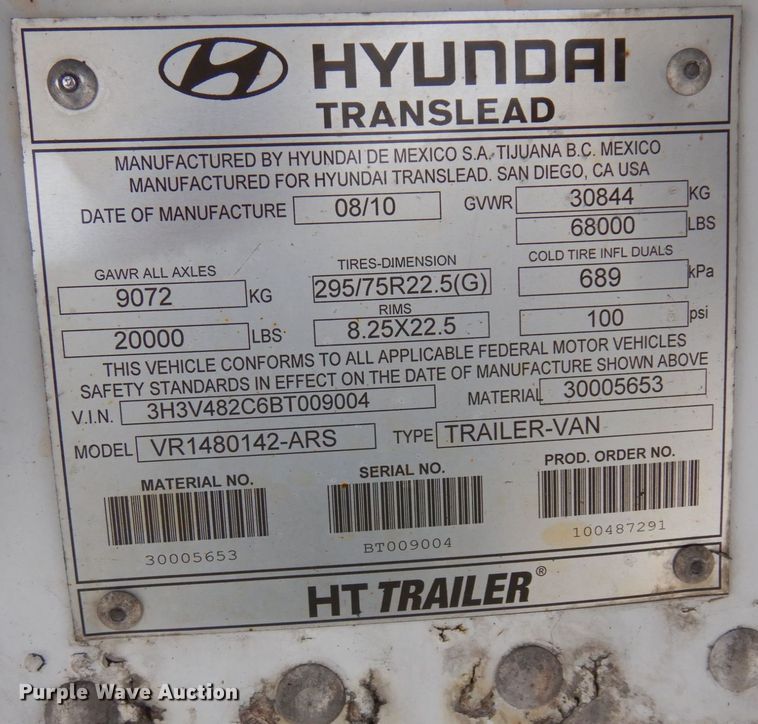 HYUNDAI
TRANSLEAD
MANUFACTURED BY HYUNDAI DE MEXICO S.A. TIJUANA B.C. MEXICO
MANUFACTURED FOR HYUNDAI TRANSLEAD. SAN DIEGO, CA USA
DATE OF MANUFACTURE 08/10 GVWR 30844 KG
68000 LBS
GAWR ALL AXLES TIRES-DIMENSION COLD TIRE INFL DUALS
9072 KG 295/75R22.5(G) 689 kPa
RIMS
20000 LBS 8.25X22.5 100 psi
THIS VEHICLE CONFORMS TO ALL APPLICABLE FEDERAL MOTOR VEHICLES
SAFETY STANDARDS IN EFFECT ON THE DATE OF MANUFACTURE SHOWN ABOVE
V.I.N. 3H3V482C6BT009004 MATERIAL 30005653
MODEL VR1480142-ARS TYPE TRAILER-VAN
MATERIAL NO. SERIAL NO. PROD. ORDER NO.
30005653 BT009004 100487291
HT TRAILER®
Purple Wave Auction